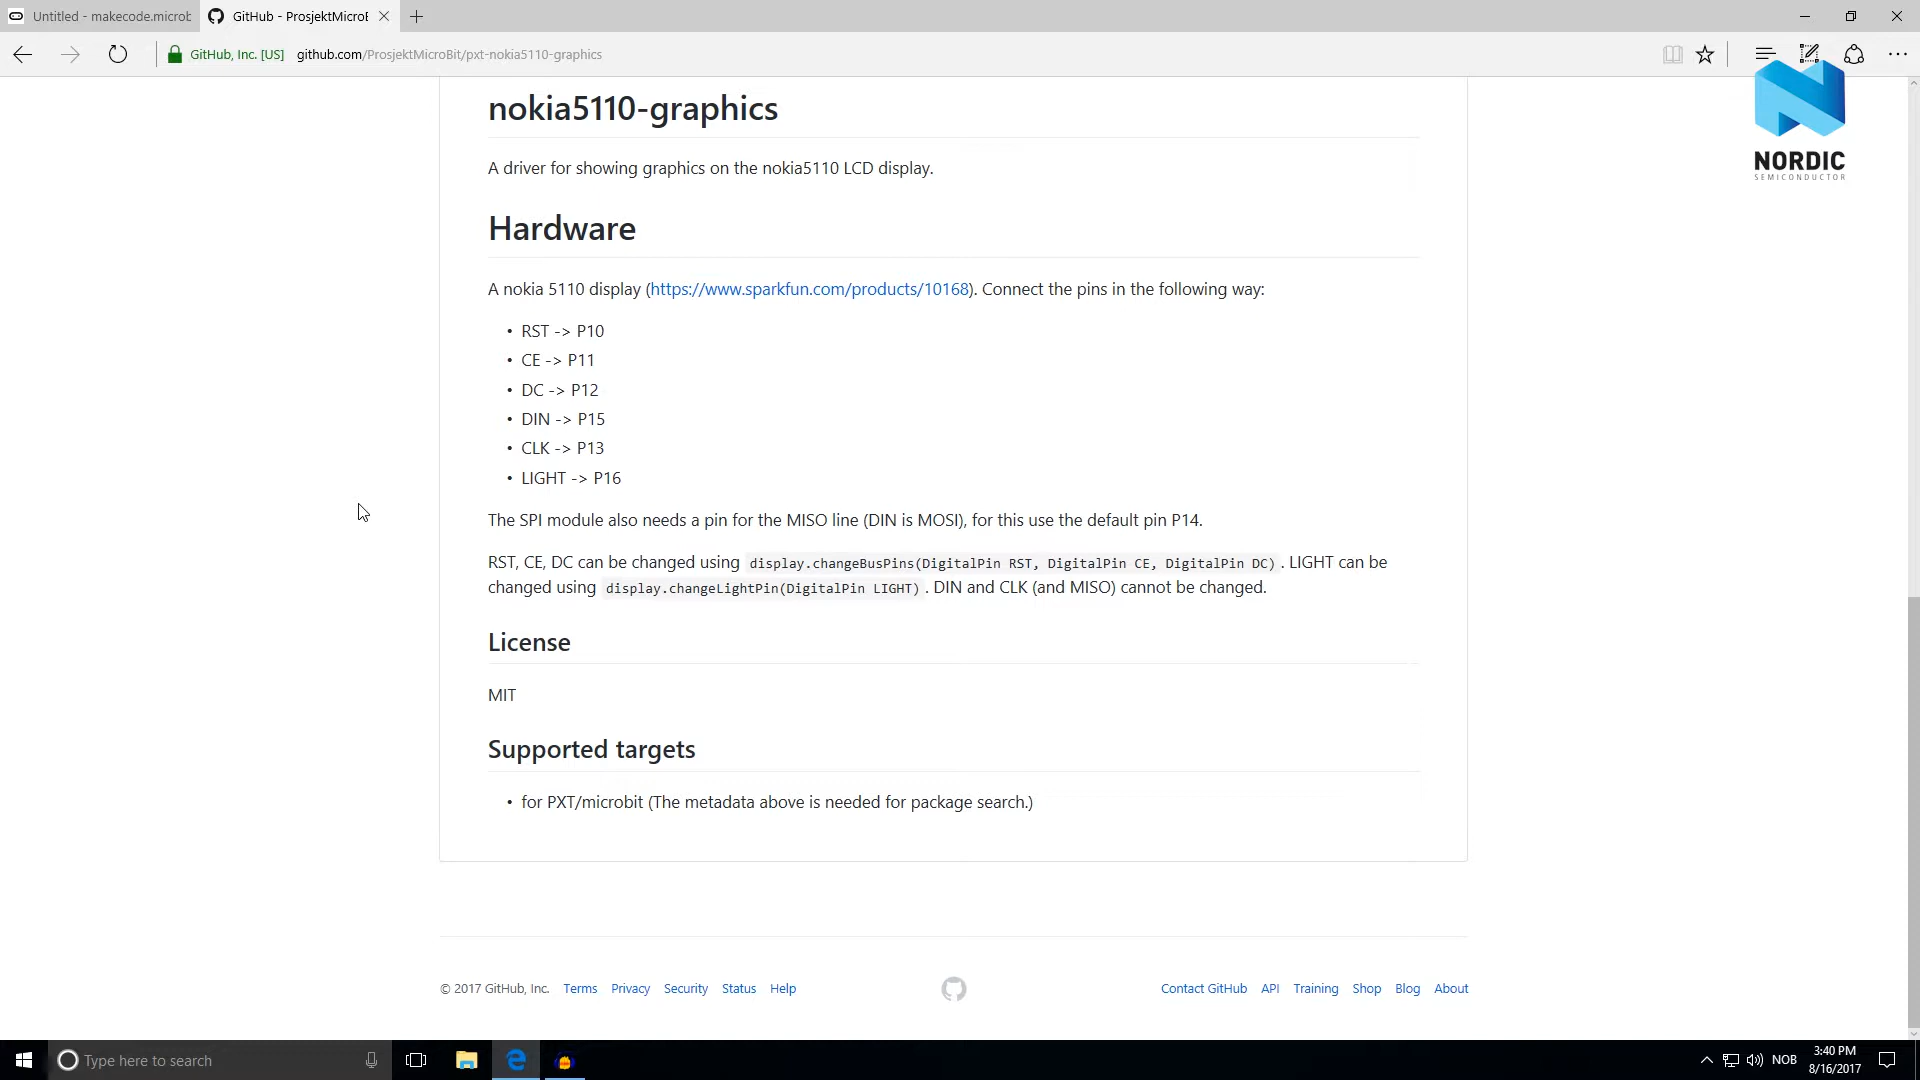 Untitled - makecode.microb
GitHub - ProsjektMicroB
GitHub, Inc. [US]
github.com/ProsjektMicroBit/pxt-nokia5110-graphics
NORDIC
SEMICONDUCTOR
nokia5110-graphics
A driver for showing graphics on the nokia5110 LCD display.
Hardware
A nokia 5110 display (https://www.sparkfun.com/products/10168). Connect the pins in the following way:
• RST -> P10
• CE -> P11
• DC -> P12
• DIN -> P15
• CLK -> P13
• LIGHT -> P16
The SPI module also needs a pin for the MISO line (DIN is MOSI), for this use the default pin P14.
RST, CE, DC can be changed using display.changeBusPins(DigitalPin RST, DigitalPin CE, DigitalPin DC). LIGHT can be
changed using display.changeLightPin(DigitalPin LIGHT). DIN and CLK (and MISO) cannot be changed.
License
MIT
Supported targets
• for PXT/microbit (The metadata above is needed for package search.)
© 2017 GitHub, Inc. Terms Privacy Security Status Help
Contact GitHub API Training Shop Blog About
Type here to search
NOB
3:40 PM
8/16/2017